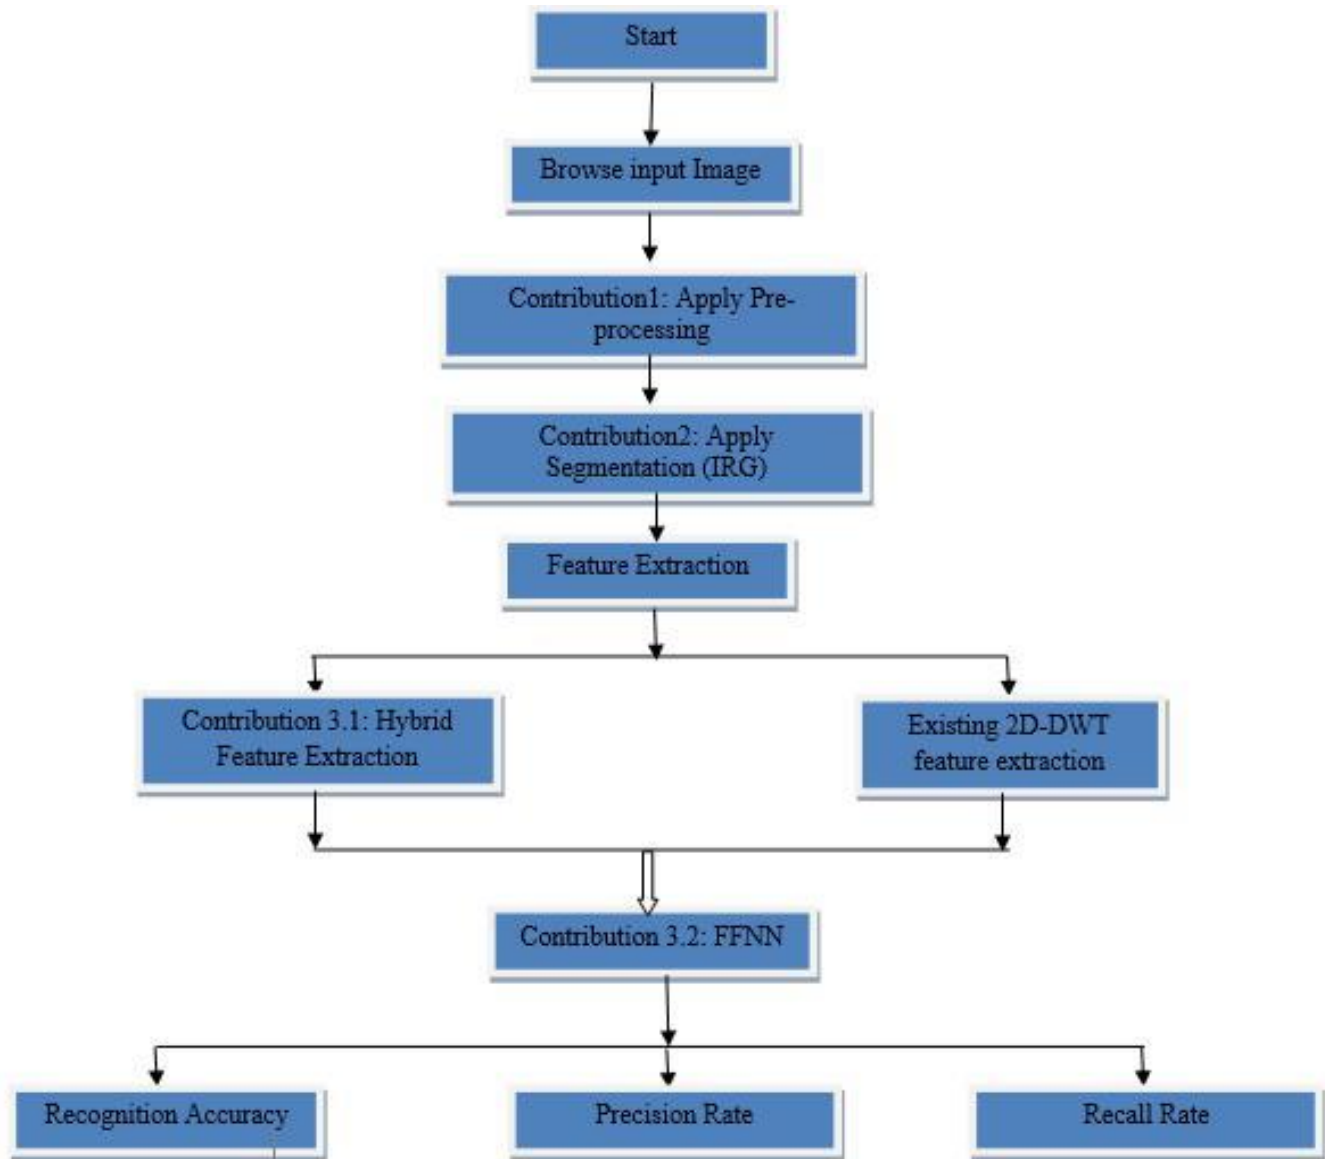 Start
Browse input Image
Contribution1: Apply Pre-
processing
Contribution2: Apply
Segmentation (IRG)
Feature Extraction
Contribution 3.1: Hybrid
Feature Extraction
Existing 2D-DWT
feature extraction
Contribution 3.2: FFNN
Recognition Accuracy
Precision Rate
Recall Rate